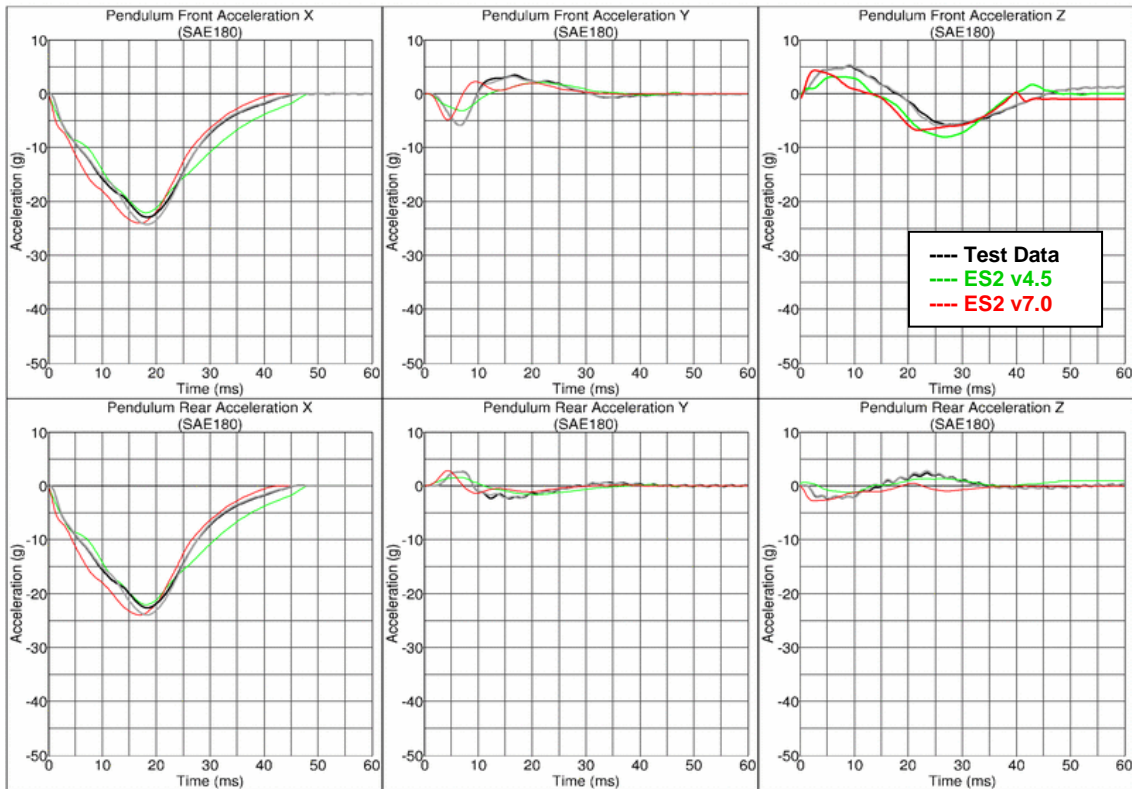 Pendulum Front Acceleration X
(SAE180)
10
0
-10
-20
-30
-40
-50
Acceleration (g)
0 10 20 30 40 50 60
Time (ms)
Pendulum Front Acceleration Y
(SAE180)
10
0
-10
-20
-30
-40
-50
Acceleration (g)
0 10 20 30 40 50 60
Time (ms)
Pendulum Front Acceleration Z
(SAE180)
10
0
-10
-20
-30
-40
-50
Acceleration (g)
---- Test Data
---- ES2 v4.5
---- ES2 v7.0
0 10 20 30 40 50 60
Time (ms)
Pendulum Rear Acceleration X
(SAE180)
10
0
-10
-20
-30
-40
-50
Acceleration (g)
0 10 20 30 40 50 60
Time (ms)
Pendulum Rear Acceleration Y
(SAE180)
10
0
-10
-20
-30
-40
-50
Acceleration (g)
0 10 20 30 40 50 60
Time (ms)
Pendulum Rear Acceleration Z
(SAE180)
10
0
-10
-20
-30
-40
-50
Acceleration (g)
0 10 20 30 40 50 60
Time (ms)